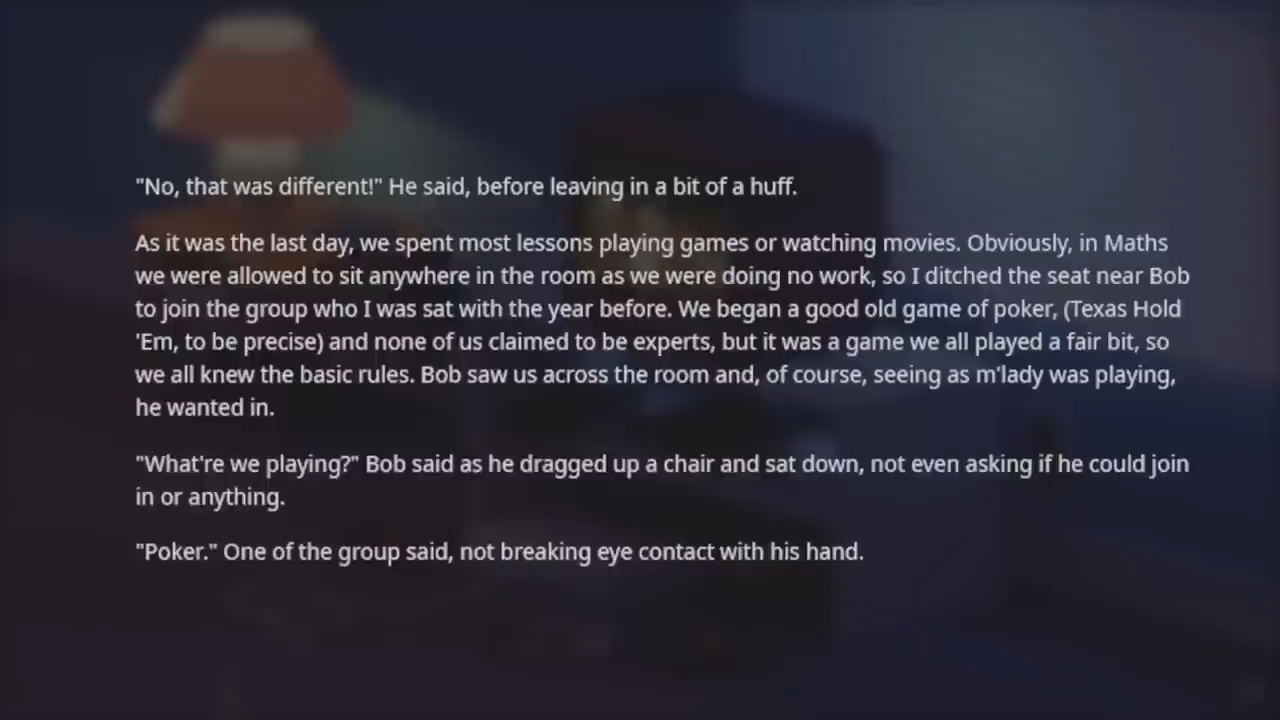 "No, that was different!" He said, before leaving in a bit of a huff.
As it was the last day, we spent most lessons playing games or watching movies. Obviously, in Maths
we were allowed to sit anywhere in the room as we were doing no work, so I ditched the seat near Bob
to join the group who I was sat with the year before. We began a good old game of poker, (Texas Hold
'Em, to be precise) and none of us claimed to be experts, but it was a game we all played a fair bit, so
we all knew the basic rules. Bob saw us across the room and, of course, seeing as m'lady was playing,
he wanted in.
"What're we playing?" Bob said as he dragged up a chair and sat down, not even asking if he could join
in or anything.
"Poker." One of the group said, not breaking eye contact with his hand.